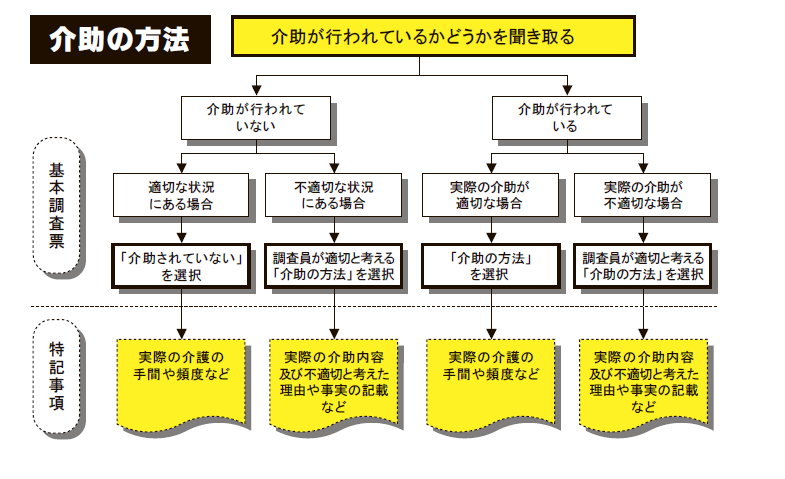 介助の方法
介助が行われているかどうかを聞き取る
介助が行われて
いない
介助が行われて
いる
基本調査票
適切な状況
にある場合
不適切な状況
にある場合
実際の介助が
適切な場合
実際の介助が
不適切な場合
「介助されていない」
を選択
調査員が適切と考える
「介助の方法」を選択
「介助の方法」
を選択
調査員が適切と考える
「介助の方法」を選択
特記事項
実際の介護の
手間や頻度など
実際の介助内容
及び不適切と考えた
理由や事実の記載
など
実際の介護の
手間や頻度など
実際の介助内容
及び不適切と考えた
理由や事実の記載
など